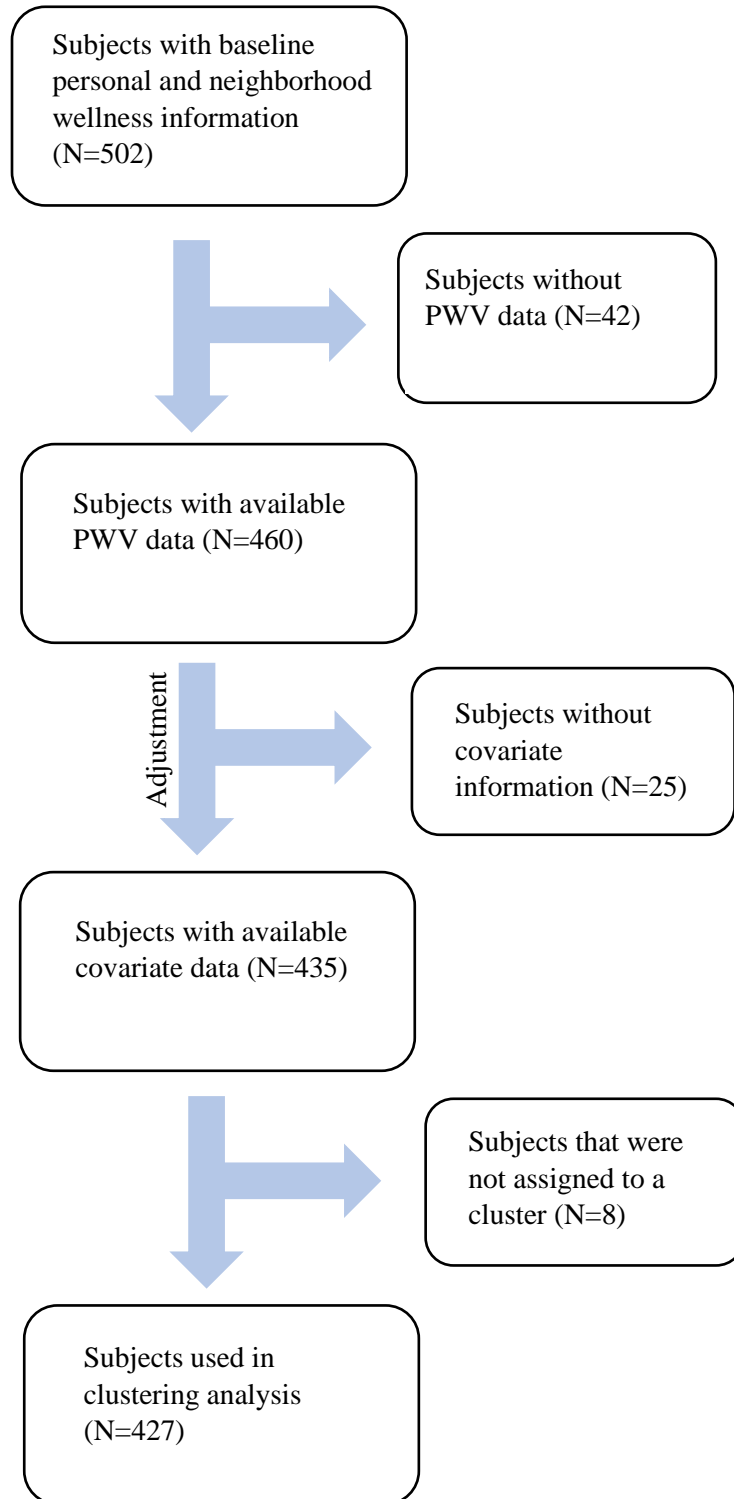 Subjects with baseline
personal and neighborhood
wellness information
(N=502)
Subjects without
PWV data (N=42)
Subjects with available
PWV data (N=460)
Adjustment
Subjects without
covariate
information (N=25)
Subjects with available
covariate data (N=435)
Subjects that were
not assigned to a
cluster (N=8)
Subjects used in
clustering analysis
(N=427)